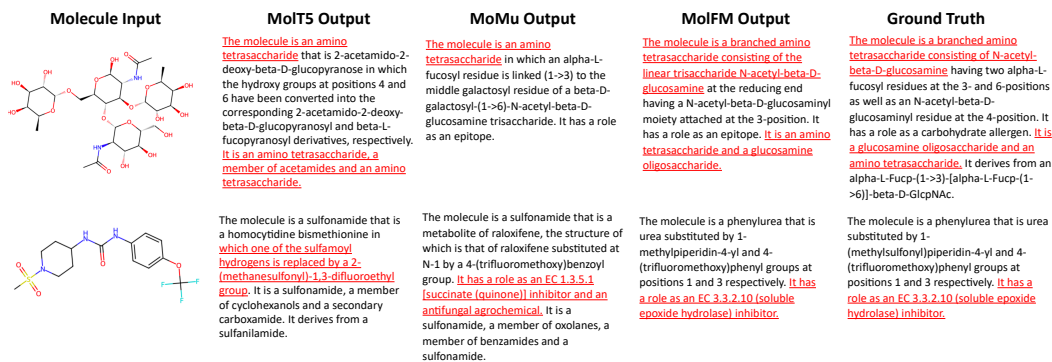 Molecule Input
MolT5 Output
MoMu Output
MolFM Output
Ground Truth
The molecule is an amino
tetrasaccharide that is 2-acetamido-2-
deoxy-beta-D-glucopyranose in which
the hydroxy groups at positions 4 and
6 have been converted into the
corresponding 2-acetamido-2-deoxy-
beta-D-glucopyranosyl and beta-L-
fucopyranosyl derivatives, respectively.
It is an amino tetrasaccharide, a
member of acetamides and an amino
tetrasaccharide.
The molecule is an amino
tetrasaccharide in which an alpha-L-
fucosyl residue is linked (1->3) to the
middle galactosyl residue of a beta-D-
galactosyl-(1->6)-N-acetyl-beta-D-
glucosamine trisaccharide. It has a role
as an epitope.
The molecule is a branched amino
tetrasaccharide consisting of the
linear trisaccharide N-acetyl-beta-D-
glucosamine at the reducing end
having a N-acetyl-beta-D-glucosaminyl
moiety attached at the 3-position. It
has a role as an epitope. It is an amino
tetrasaccharide and a glucosamine
oligosaccharide.
The molecule is a branched amino
tetrasaccharide consisting of N-acetyl-
beta-D-glucosamine having two alpha-L-
fucosyl residues at the 3- and 6-positions
as well as an N-acetyl-beta-D-
glucosaminyl residue at the 4-position. It
has a role as a carbohydrate allergen. It is
a glucosamine oligosaccharide and an
amino tetrasaccharide. It derives from an
alpha-L-Fucp-(1->3)-[alpha-L-Fucp-(1-
>6)]-beta-D-GlcpNAc.
The molecule is a sulfonamide that is
a homocytidine bismethionine in
which one of the sulfamoyl
hydrogens is replaced by a 2-
(methanesulfonyl)-1,3-difluoroethyl
group. It is a sulfonamide, a member
of cyclohexanols and a secondary
carboxamide. It derives from a
sulfanilamide.
The molecule is a sulfonamide that is a
metabolite of raloxifene, the structure
of which is that of raloxifene substituted at
N-1 by a 4-(trifluoromethoxy)benzoyl
group. It has a role as an EC 1.3.5.1
[succinate (quinone)] inhibitor and an
antifungal agrochemical. It is a
sulfonamide, a member of oxolanes, a
member of benzamides and a
sulfonamide.
The molecule is a phenylurea that is
urea substituted by 1-
methylpiperidin-4-yl and 4-
(trifluoromethoxy)phenyl groups at
positions 1 and 3 respectively. It has
a role as an EC 3.3.2.10 (soluble
epoxide hydrolase) inhibitor.
The molecule is a phenylurea that is urea
substituted by 1-
(methylsulfonyl)piperidin-4-yl and 4-
(trifluoromethoxy)phenyl groups at
positions 1 and 3 respectively. It has a
role as an EC 3.3.2.10 (soluble epoxide
hydrolase) inhibitor.